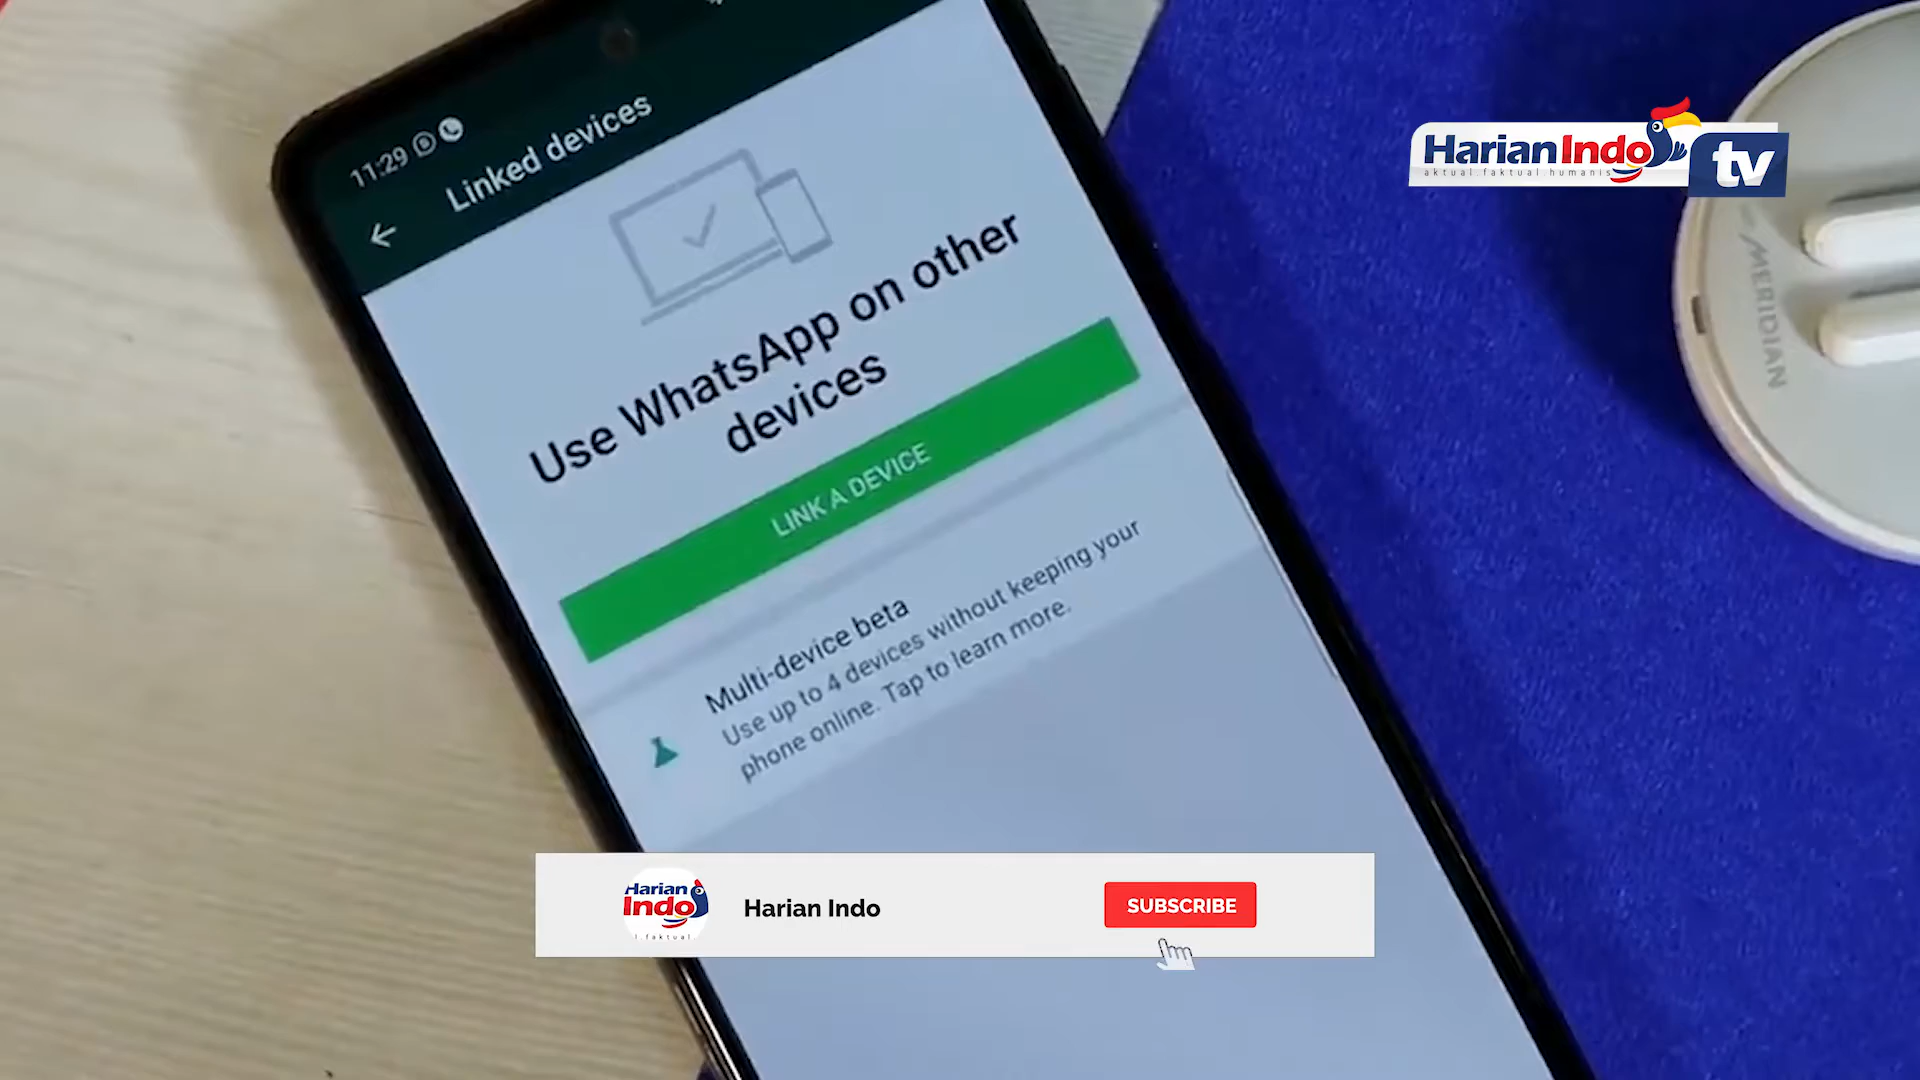 11:29
Linked devices
Use WhatsApp on other
devices
LINK A DEVICE
Multi-device beta
Use up to 4 devices without keeping your
phone online. Tap to learn more.
HarianIndo tv
aktual.faktual.humanis
MERIDIAN
Harian
Indo
l.faktual.
Harian Indo
SUBSCRIBE